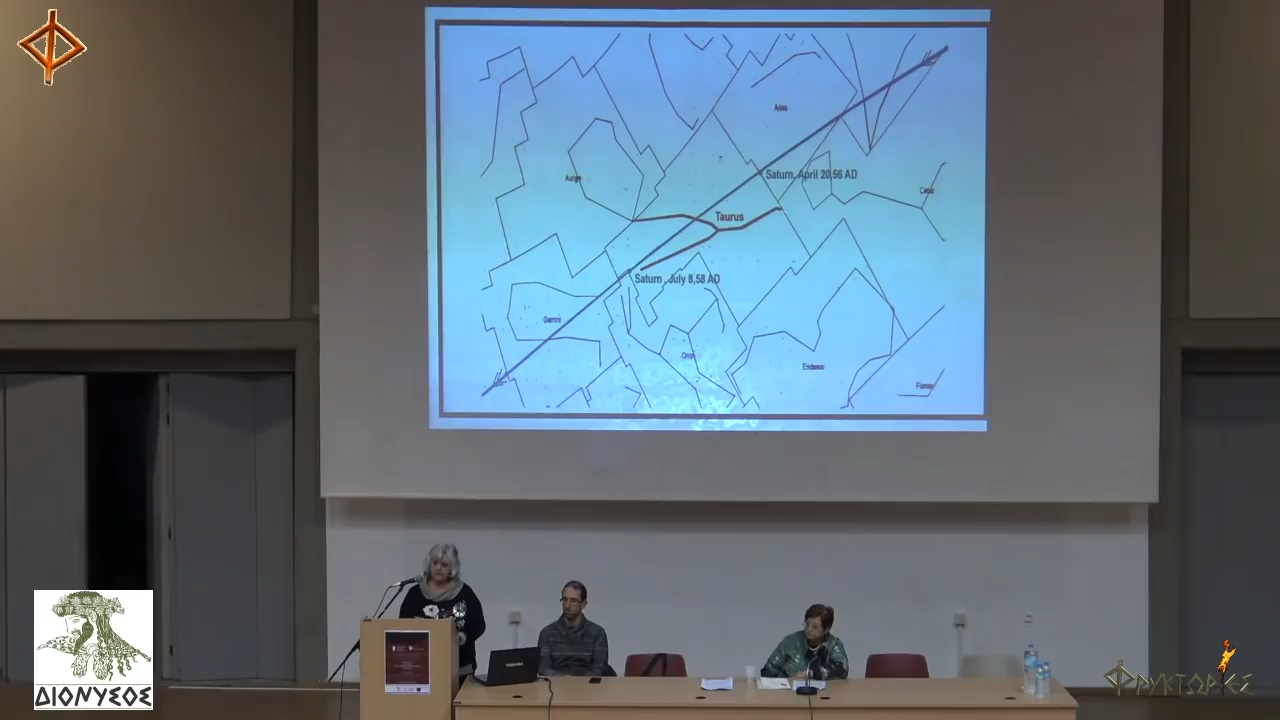 Aries
Saturn, April 20,56 AD
Auriga
Cetus
Taurus
Saturn , July 8,58 AD
Gemini
Orion
Eridanus
TOSHIBA
ΔΙΟΝΥΣΟΣ
ΦΡΥΚΤΩΡΙΕΣ